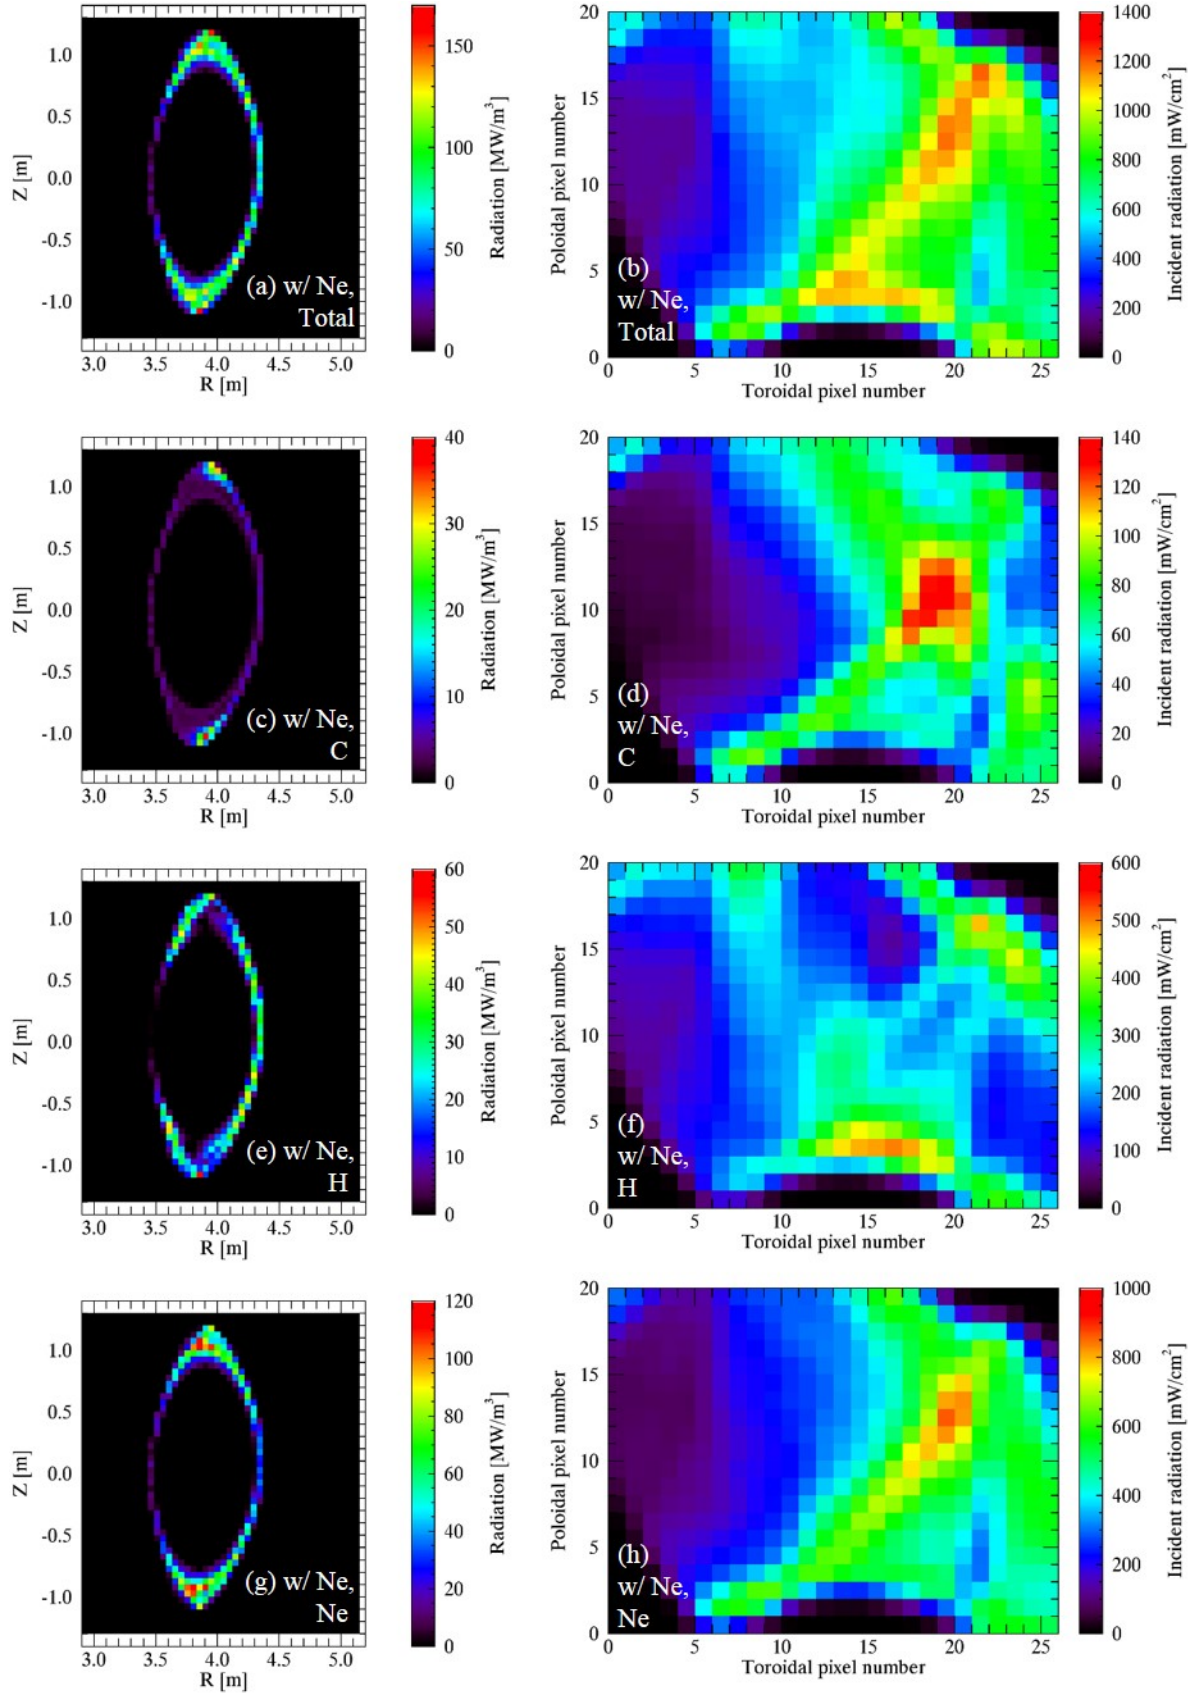 1.0
0.5
0.0
-0.5
-1.0
Z [m]
3.0 3.5 4.0 4.5 5.0
R [m]
(a) w/ Ne,
Total
150
100
50
0
Radiation [MW/m³]
20
15
10
5
0
Poloidal pixel number
0 5 10 15 20 25
Toroidal pixel number
(b)
w/ Ne,
Total
1400
1200
1000
800
600
400
200
0
Incident radiation [mW/cm²]
1.0
0.5
0.0
-0.5
-1.0
Z [m]
3.0 3.5 4.0 4.5 5.0
R [m]
(c) w/ Ne,
C
40
30
20
10
0
Radiation [MW/m³]
20
15
10
5
0
Poloidal pixel number
0 5 10 15 20 25
Toroidal pixel number
(d)
w/ Ne,
C
140
120
100
80
60
40
20
0
Incident radiation [mW/cm²]
1.0
0.5
0.0
-0.5
-1.0
Z [m]
3.0 3.5 4.0 4.5 5.0
R [m]
(e) w/ Ne,
H
60
50
40
30
20
10
0
Radiation [MW/m³]
20
15
10
5
0
Poloidal pixel number
0 5 10 15 20 25
Toroidal pixel number
(f)
w/ Ne,
H
600
500
400
300
200
100
0
Incident radiation [mW/cm²]
1.0
0.5
0.0
-0.5
-1.0
Z [m]
3.0 3.5 4.0 4.5 5.0
R [m]
(g) w/ Ne,
Ne
120
100
80
60
40
20
0
Radiation [MW/m³]
20
15
10
5
0
Poloidal pixel number
0 5 10 15 20 25
Toroidal pixel number
(h)
w/ Ne,
Ne
1000
800
600
400
200
0
Incident radiation [mW/cm²]